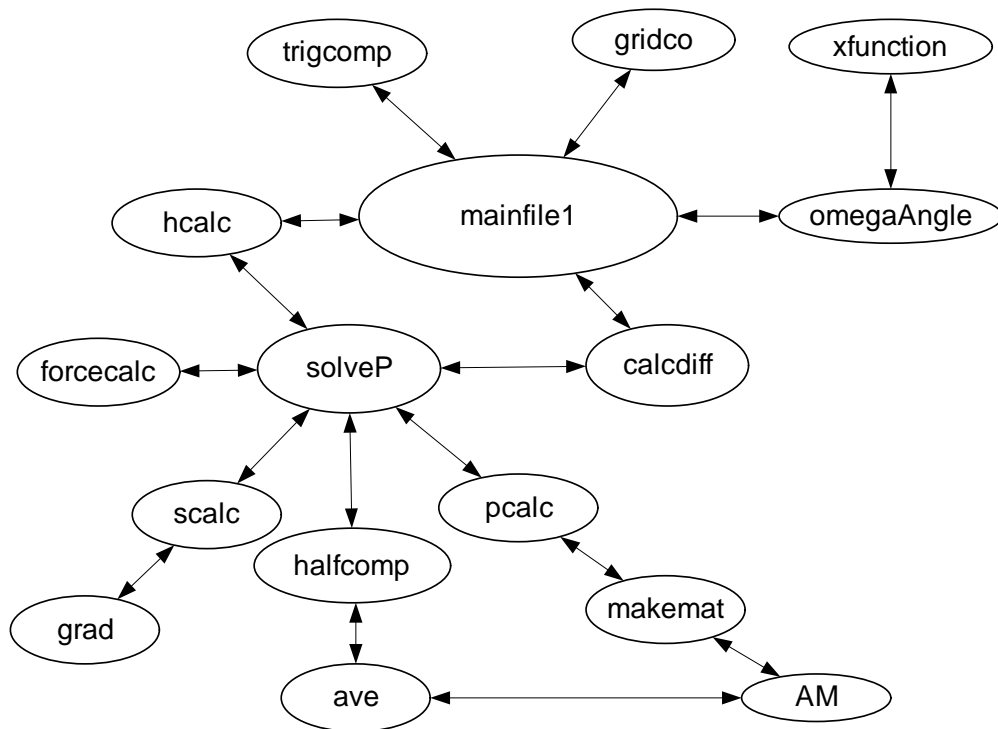 trigcomp
gridco
xfunction
hcalc
mainfile1
omegaAngle
forcecalc
solveP
calcdiff
scalc
pcalc
halfcomp
grad
makemat
ave
AM